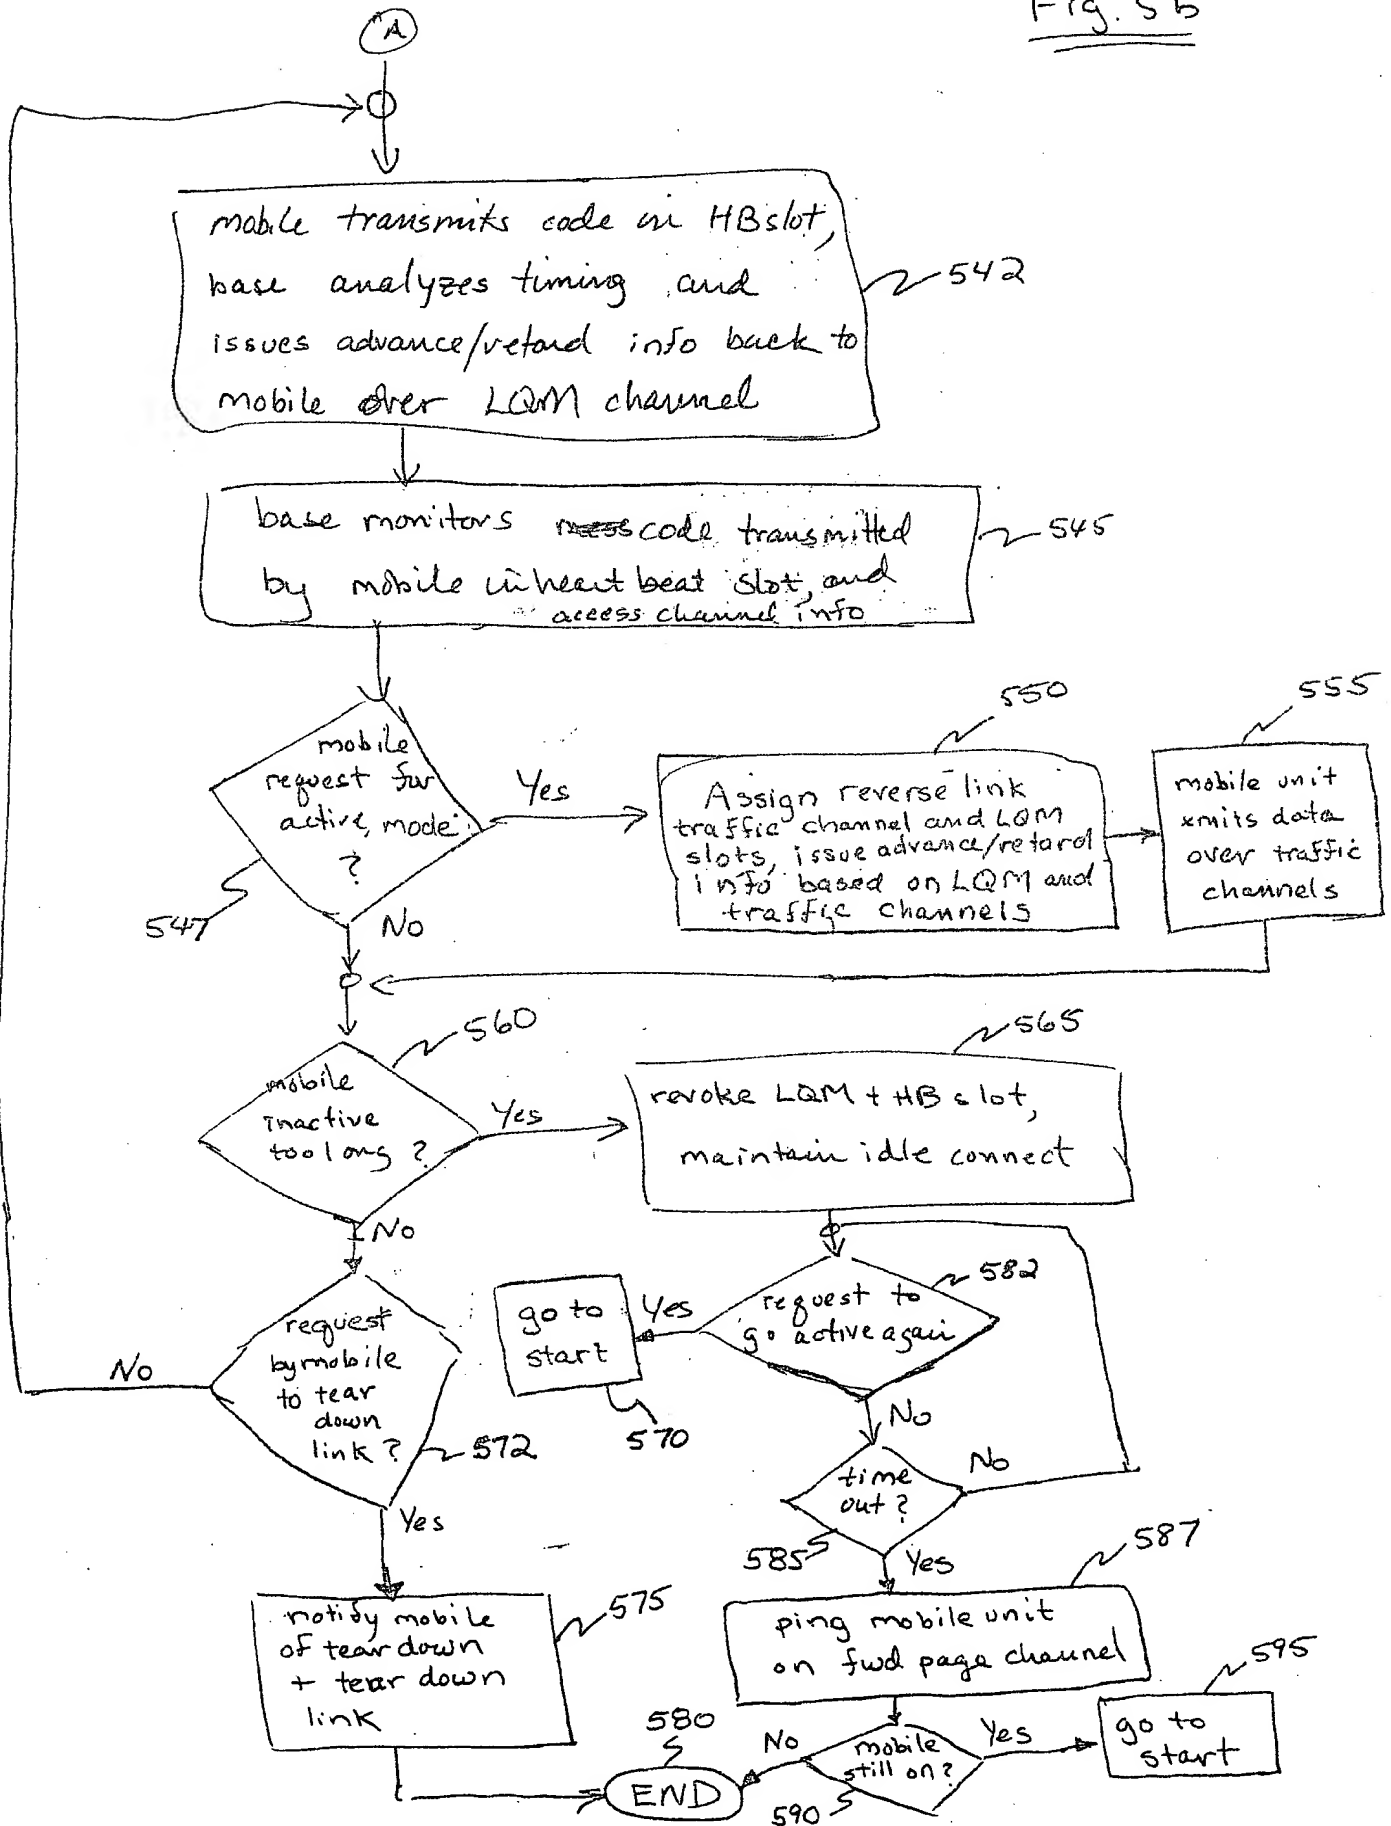 Fig. 5b
A
mobile transmits code in HB slot,
base analyzes timing and
issues advance/retard info back to
mobile over LQM channel
542
base monitors code transmitted
by mobile in heart beat slot, and
access channel info
545
mobile
request for
active, mode
?
547
Yes
No
550
Assign reverse link
traffic channel and LQM
slots, issue advance/retard
info based on LQM and
traffic channels
555
mobile unit
xmits data
over traffic
channels
560
mobile
inactive
too long ?
Yes
No
565
revoke LQM + HB slot,
maintain idle connect
582
request to
go active again
Yes
No
go to
start
570
request
by mobile
to tear
down
link ?
572
No
Yes
time
out ?
585
No
Yes
587
ping mobile unit
on fwd page channel
575
notify mobile
of tear down
+ tear down
link
580
END
No
mobile
still on ?
590
Yes
595
go to
start